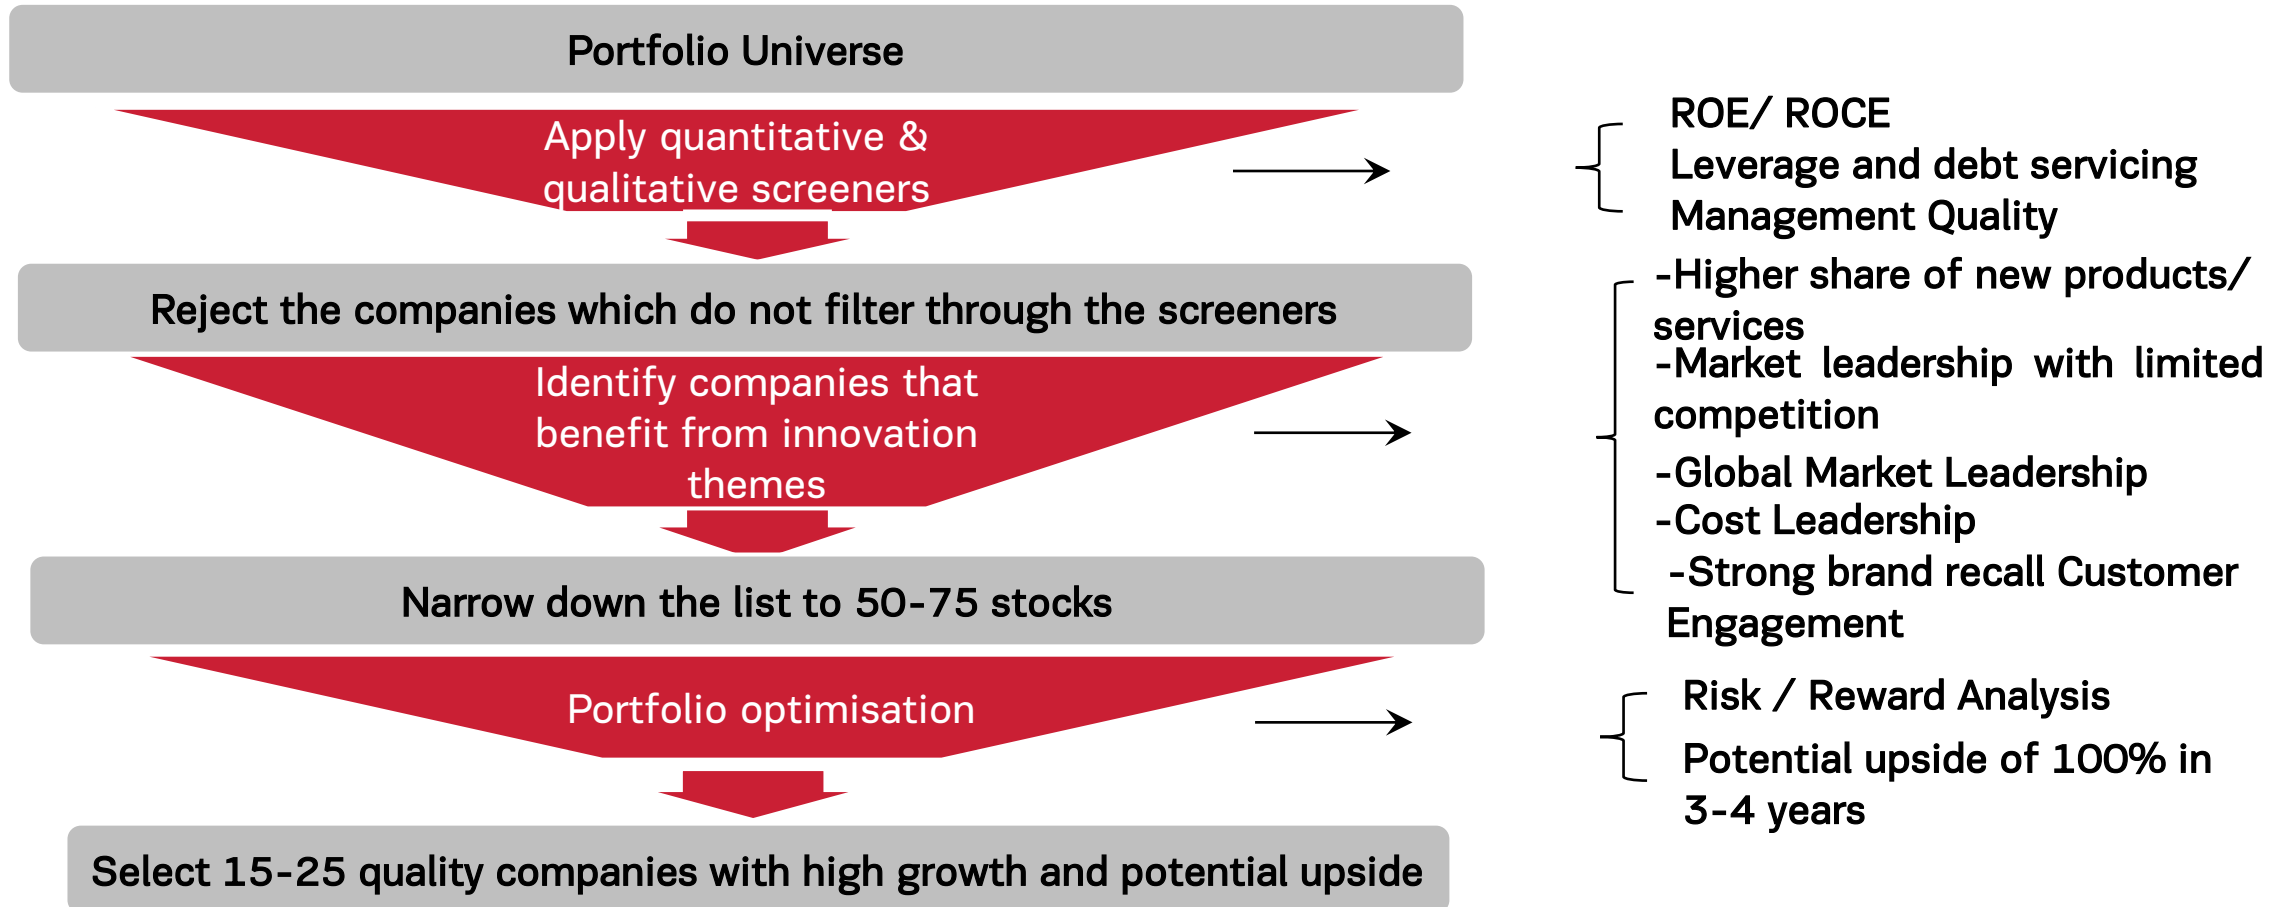 Portfolio Universe
Apply quantitative &
qualitative screeners
ROE/ ROCE
Leverage and debt servicing
Management Quality
Reject the companies which do not filter through the screeners
Identify companies that
benefit from innovation
themes
-Higher share of new products/
services
-Market leadership with limited
competition
-Global Market Leadership
-Cost Leadership
-Strong brand recall Customer
Engagement
Narrow down the list to 50-75 stocks
Portfolio optimisation
Risk / Reward Analysis
Potential upside of 100% in
3-4 years
Select 15-25 quality companies with high growth and potential upside